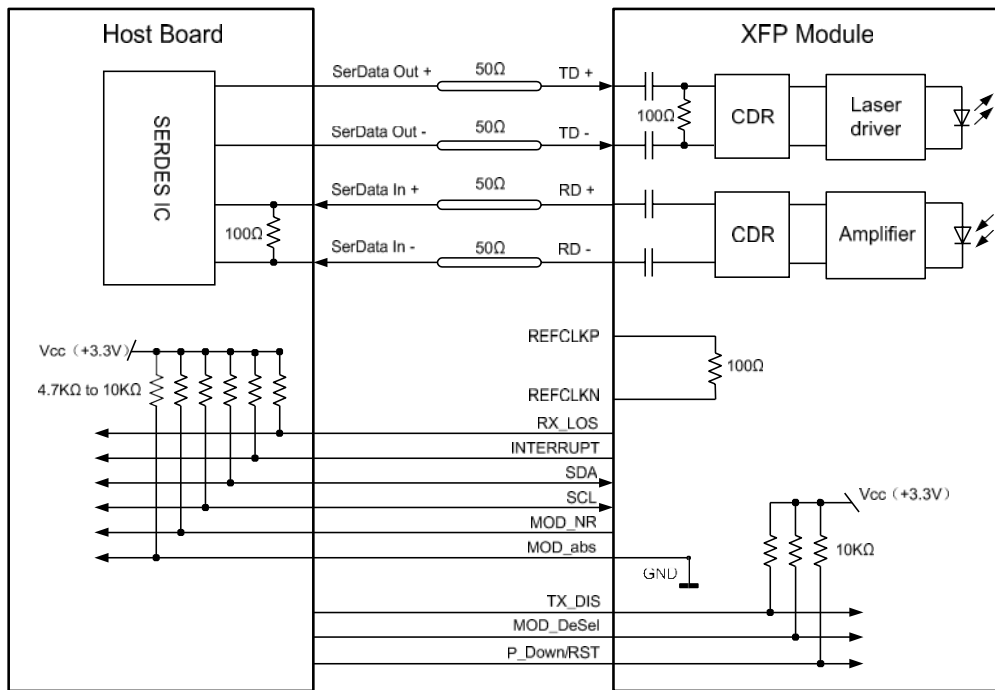 Host Board
XFP Module
SERDES IC
SerData Out +
50Ω
TD +
SerData Out -
50Ω
TD -
100Ω
CDR
Laser
driver
SerData In +
50Ω
RD +
SerData In -
50Ω
RD -
100Ω
CDR
Amplifier
REFCLKP
REFCLKN
100Ω
Vcc（+3.3V）
4.7KΩ to 10KΩ
RX_LOS
INTERRUPT
SDA
SCL
MOD_NR
MOD_abs
GND
Vcc（+3.3V）
10KΩ
TX_DIS
MOD_DeSel
P_Down/RST